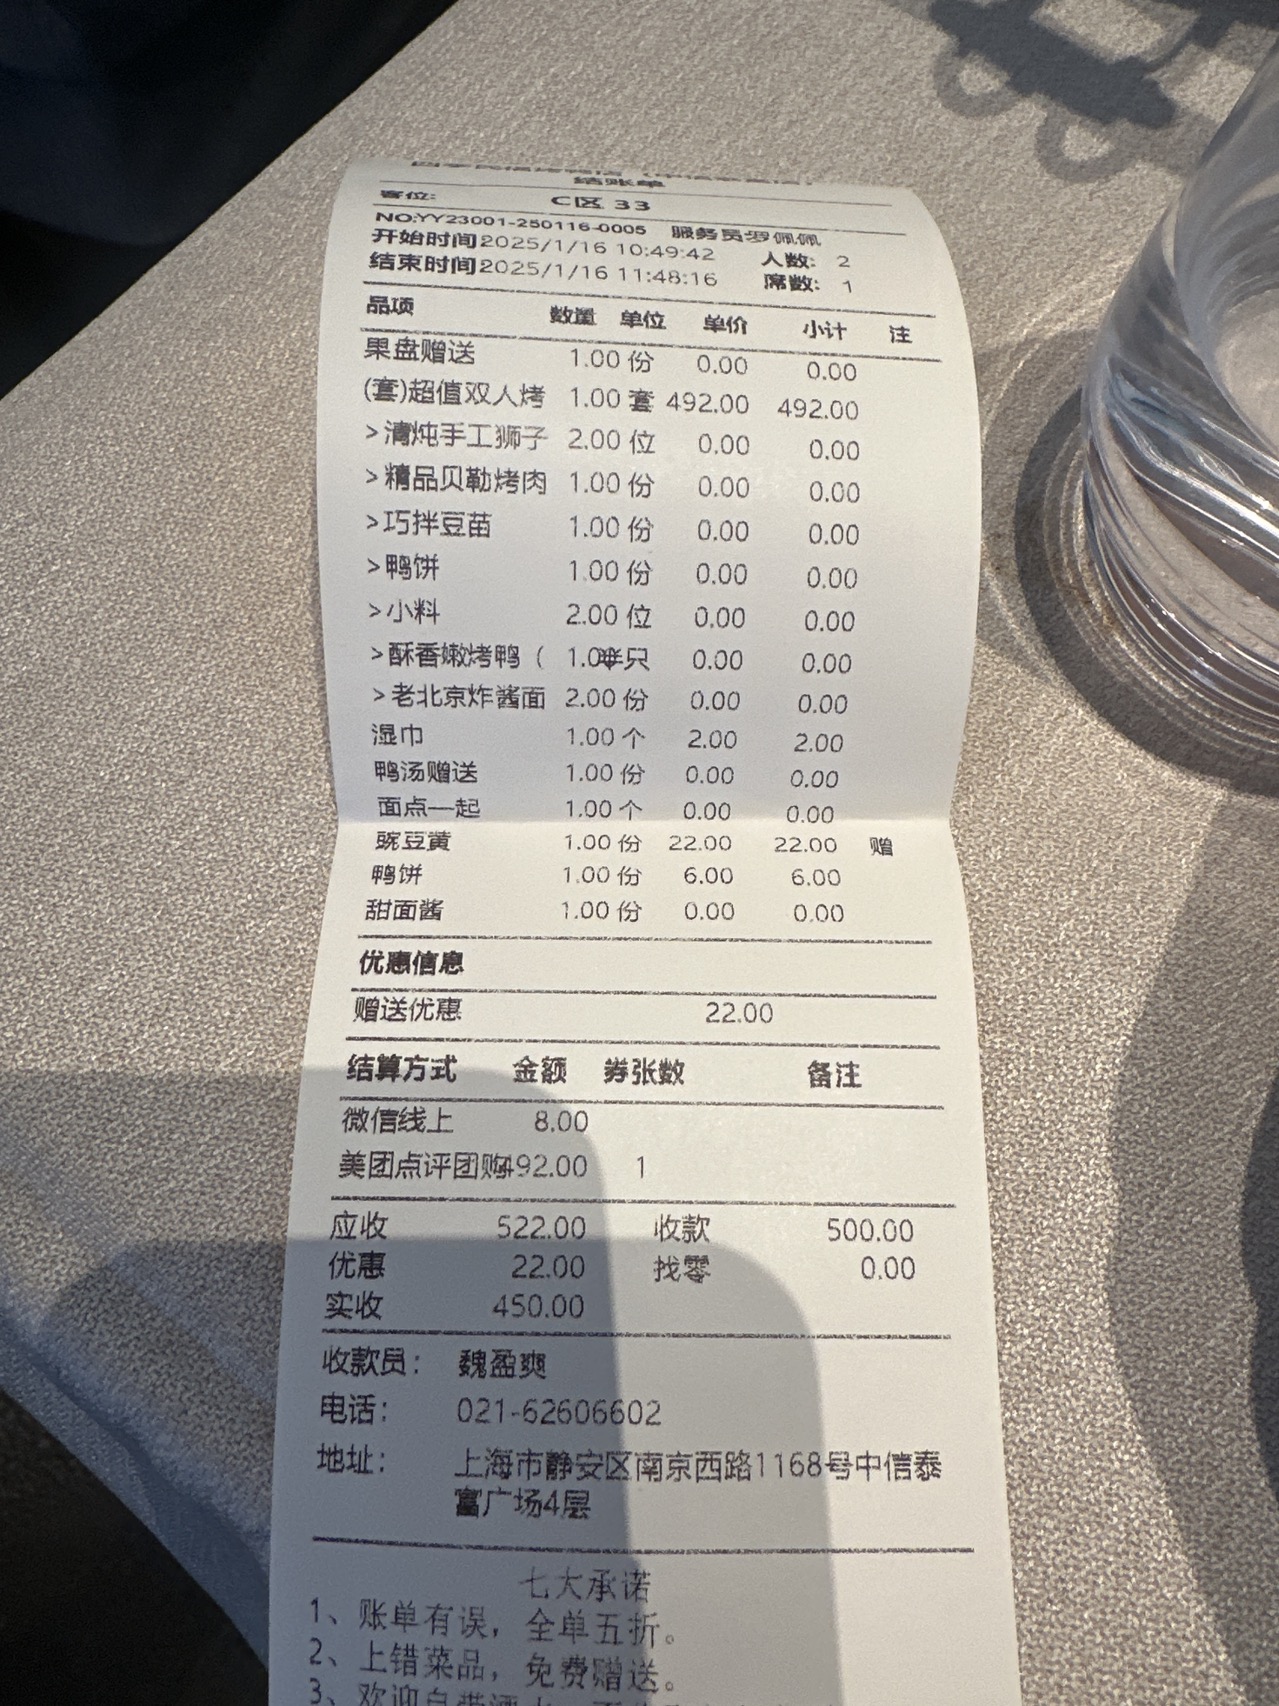 结账单
客位: C区 33
NO:YY23001-250116-0005 服务员罗佩佩
开始时间2025/1/16 10:49:42 人数: 2
结束时间2025/1/16 11:48:16 席数: 1
品项 数量 单位 单价 小计 注
果盘赠送 1.00 份 0.00 0.00
(套)超值双人烤 1.00 套 492.00 492.00
>清炖手工狮子 2.00 位 0.00 0.00
>精品贝勒烤肉 1.00 份 0.00 0.00
>巧拌豆苗 1.00 份 0.00 0.00
>鸭饼 1.00 份 0.00 0.00
>小料 2.00 位 0.00 0.00
>酥香嫩烤鸭（ 1.00半只 0.00 0.00
>老北京炸酱面 2.00 份 0.00 0.00
湿巾 1.00 个 2.00 2.00
鸭汤赠送 1.00 份 0.00 0.00
面点一起 1.00 个 0.00 0.00
豌豆黄 1.00 份 22.00 22.00 赠
鸭饼 1.00 份 6.00 6.00
甜面酱 1.00 份 0.00 0.00
优惠信息
赠送优惠 22.00
结算方式 金额 券张数 备注
微信线上 8.00
美团点评团购492.00 1
应收 522.00 收款 500.00
优惠 22.00 找零 0.00
实收 450.00
收款员: 魏盈爽
电话: 021-62606602
地址: 上海市静安区南京西路1168号中信泰
富广场4层
七大承诺
1、账单有误，全单五折。
2、上错菜品，免费赠送。
3、欢迎自带酒水，